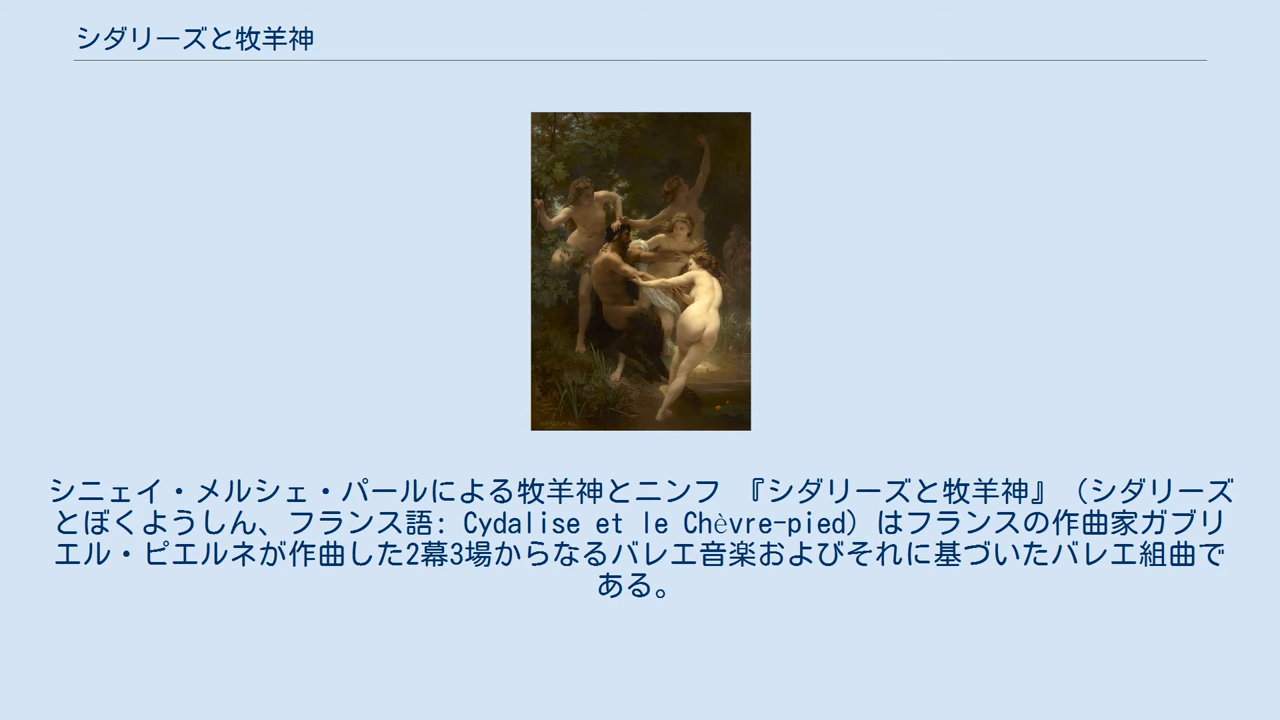 シダリーズと牧羊神
シニェイ・メルシェ・パールによる牧羊神とニンフ 『シダリーズと牧羊神』（シダリーズ
とぼくようしん、フランス語: Cydalise et le Chèvre-pied）はフランスの作曲家ガブリ
エル・ピエルネが作曲した2幕3場からなるバレエ音楽およびそれに基づいたバレエ組曲で
ある。